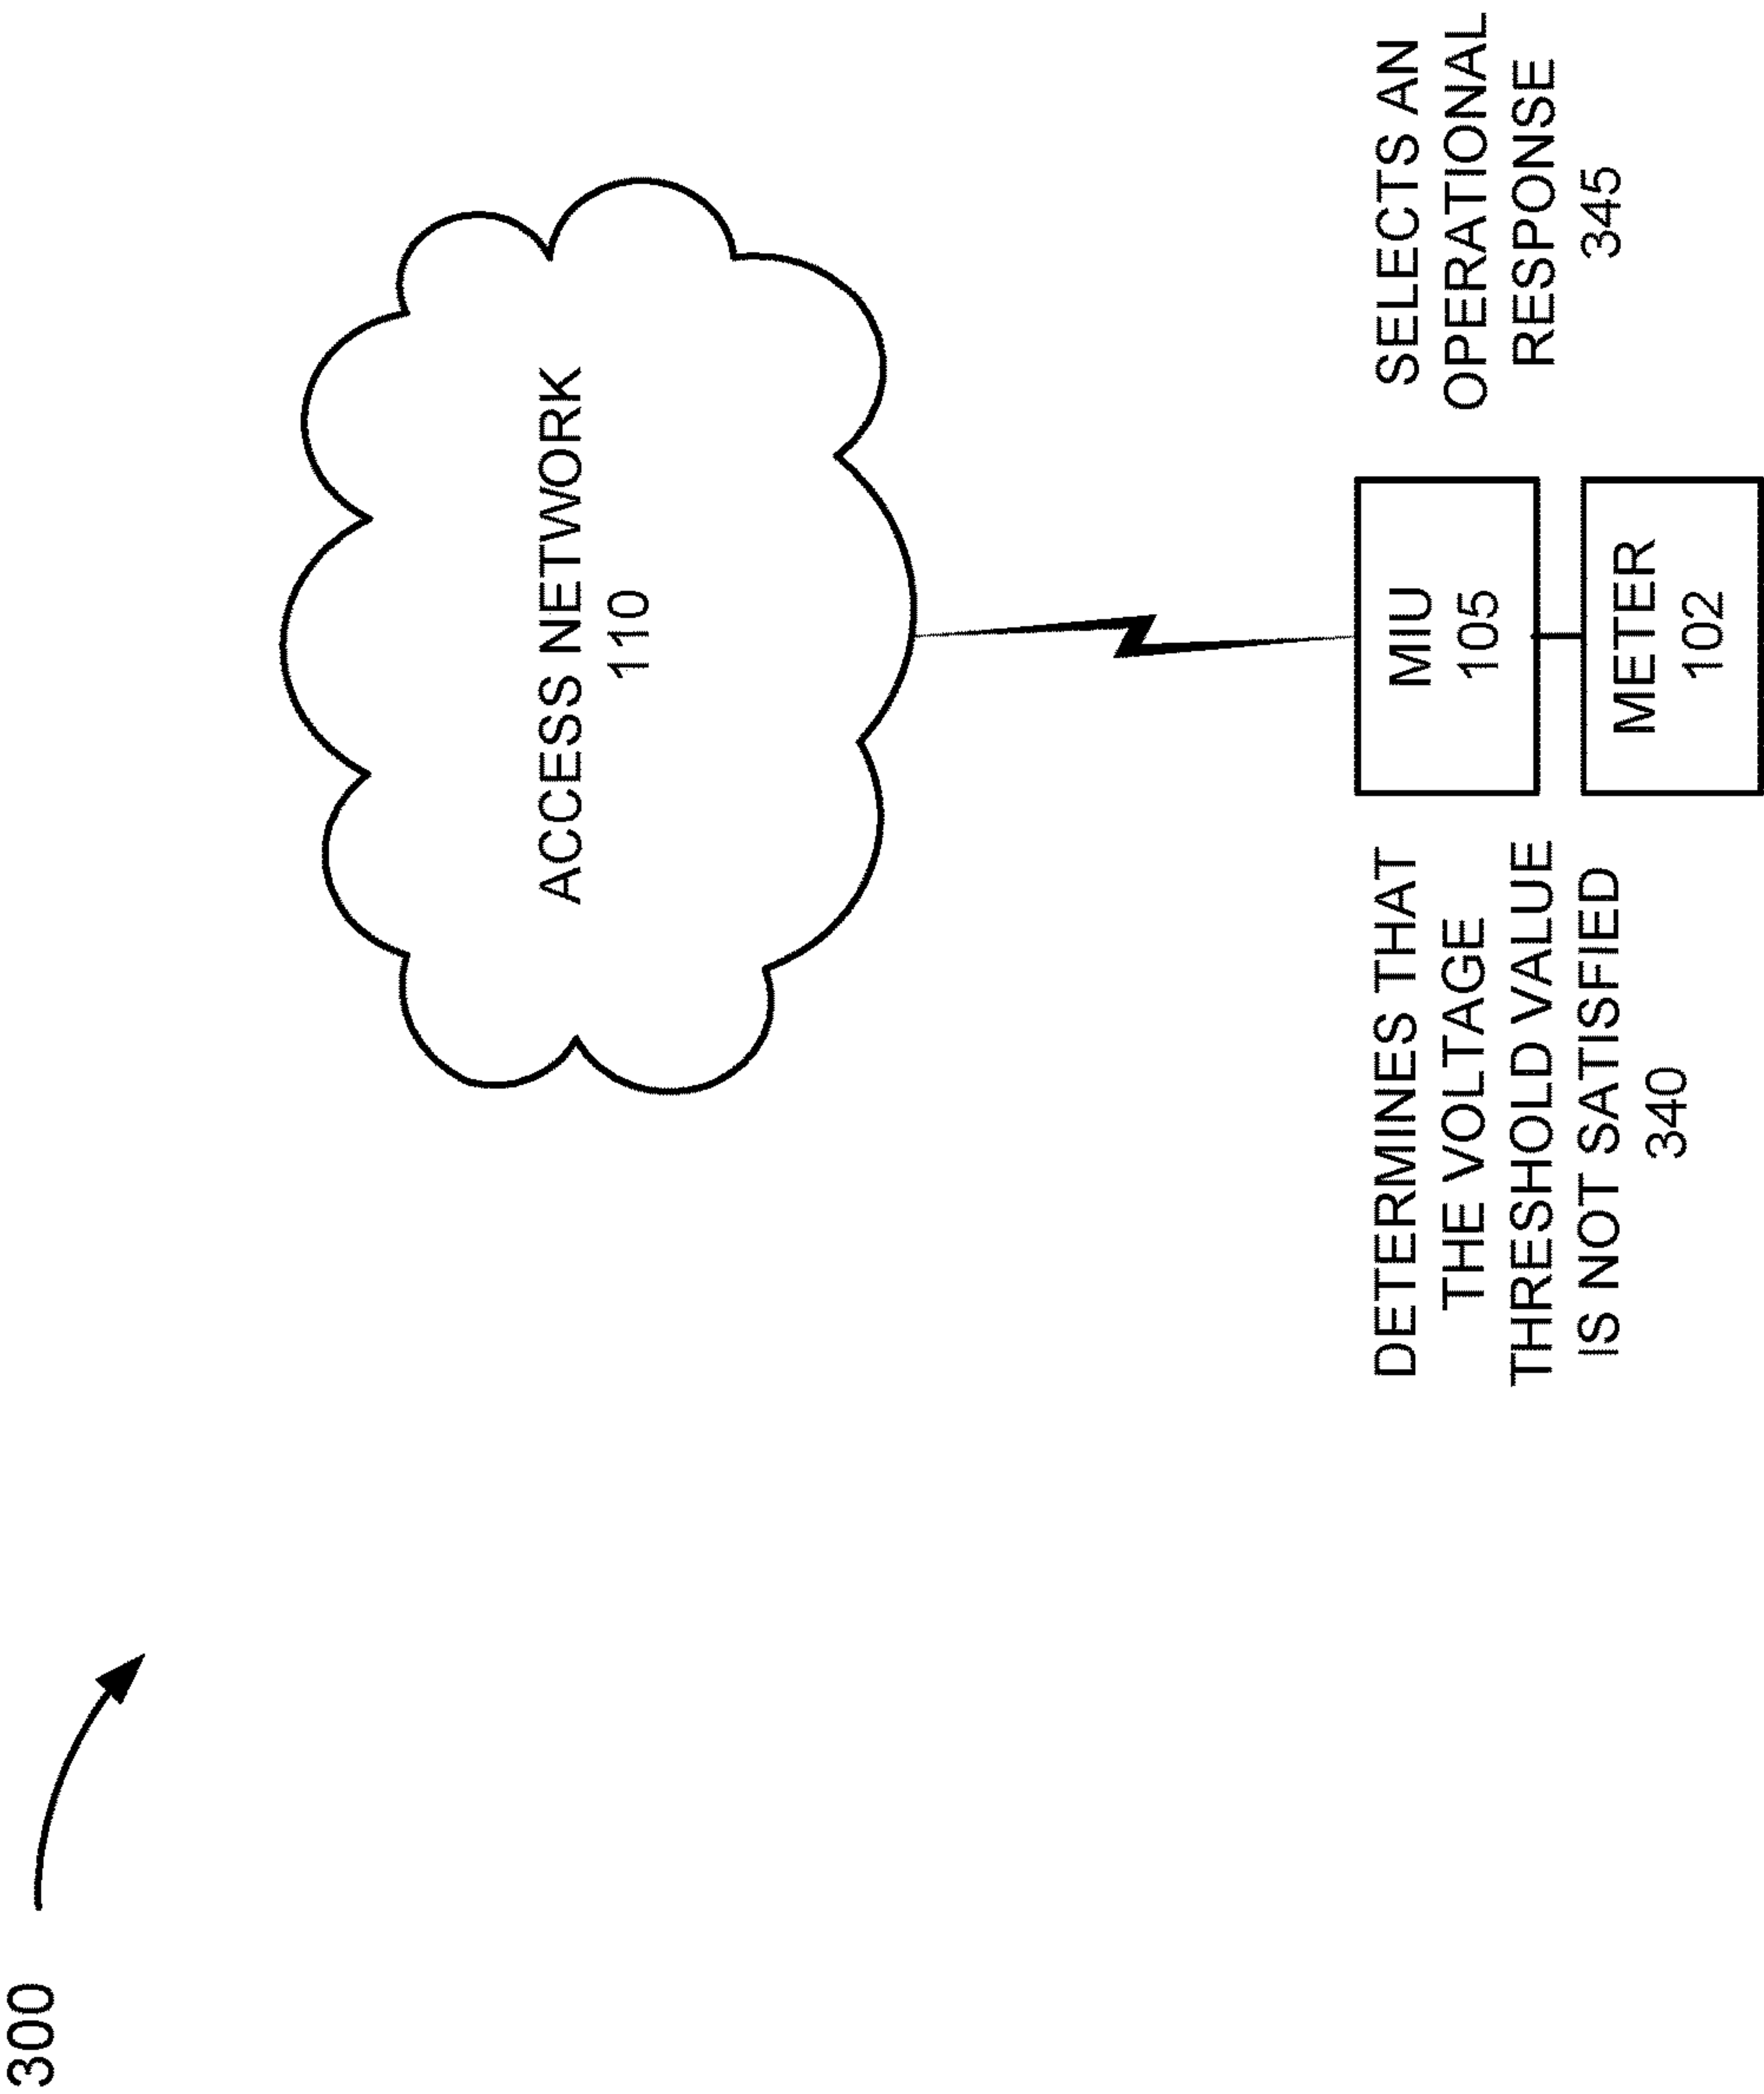 300
ACCESS NETWORK
110
DETERMINES THAT
THE VOLTAGE
THRESHOLD VALUE
IS NOT SATISFIED
340
MIU
105
METER
102
SELECTS AN
OPERATIONAL
RESPONSE
345